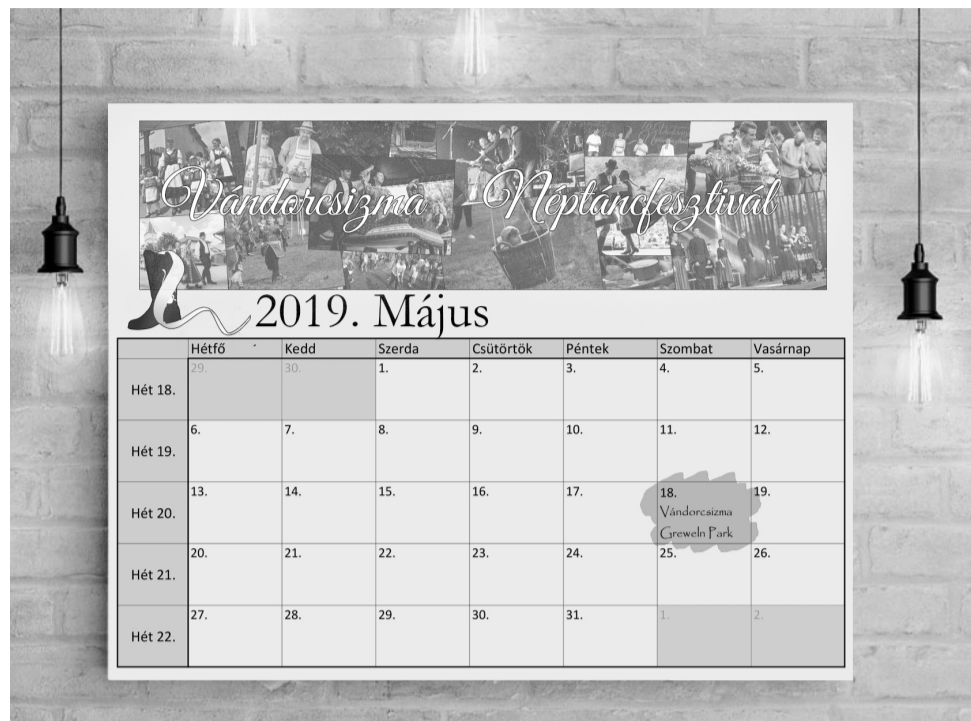 Vándorcsizma Néptáncfesztivál
2019. Május
Hétfő Kedd Szerda Csütörtök Péntek Szombat Vasárnap
Hét 18. 29. 30. 1. 2. 3. 4. 5.
Hét 19. 6. 7. 8. 9. 10. 11. 12.
Hét 20. 13. 14. 15. 16. 17. 18. 19.
Vándorcsizma
Greweln Park
Hét 21. 20. 21. 22. 23. 24. 25. 26.
Hét 22. 27. 28. 29. 30. 31. 1. 2.